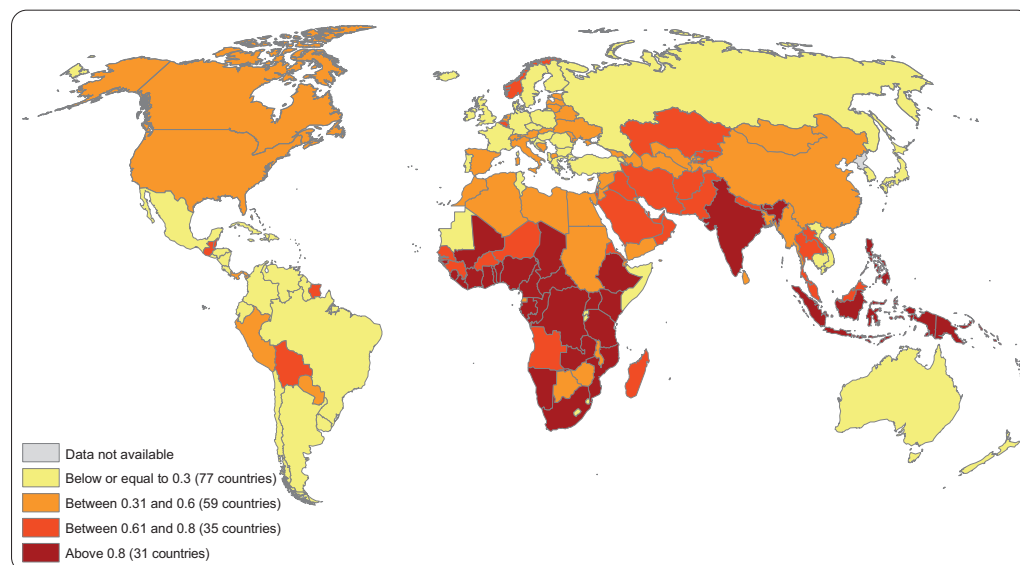 Data not available
Below or equal to 0.3 (77 countries)
Between 0.31 and 0.6 (59 countries)
Between 0.61 and 0.8 (35 countries)
Above 0.8 (31 countries)